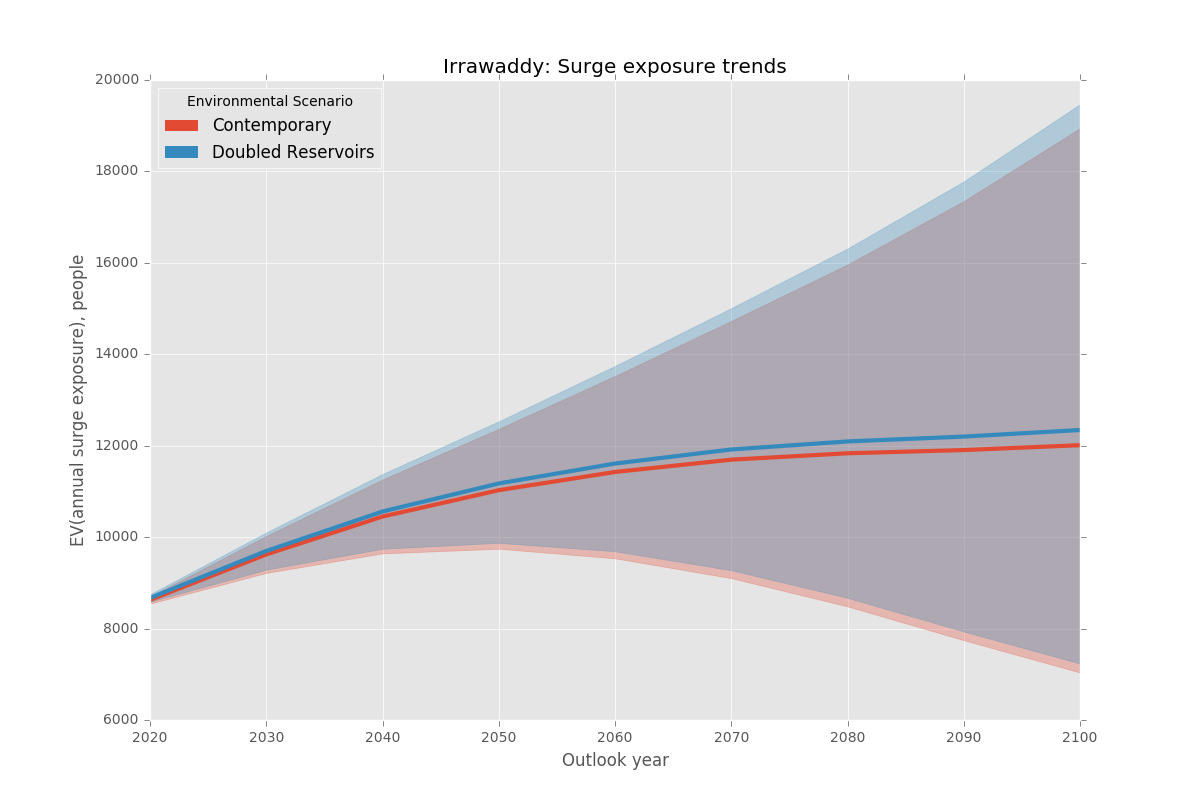 Irrawaddy: Surge exposure trends
Environmental Scenario
Contemporary
Doubled Reservoirs
EV(annual surge exposure), people
20000
18000
16000
14000
12000
10000
8000
6000
2020 2030 2040 2050 2060 2070 2080 2090 2100
Outlook year